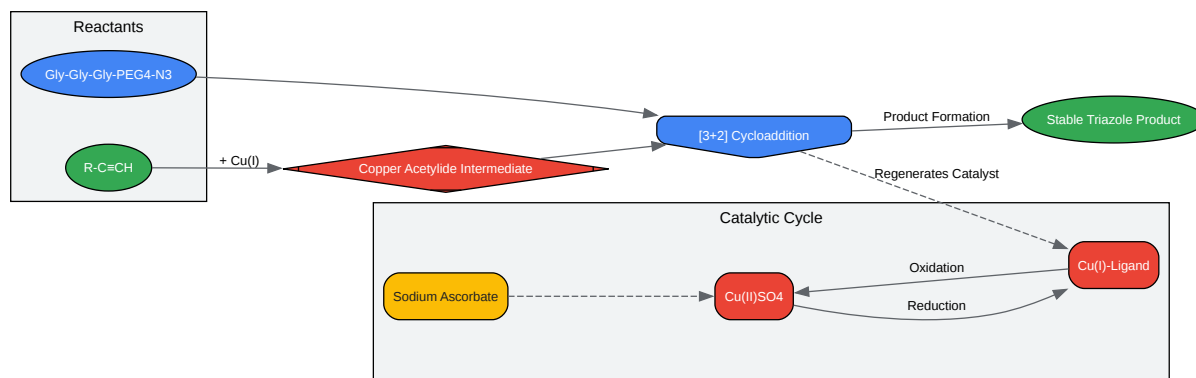 Reactants
Gly-Gly-Gly-PEG4-N3
R-C≡CH
+ Cu(I)
Copper Acetylide Intermediate
[3+2] Cycloaddition
Product Formation
Stable Triazole Product
Regenerates Catalyst
Catalytic Cycle
Sodium Ascorbate
Cu(II)SO4
Oxidation
Reduction
Cu(I)-Ligand